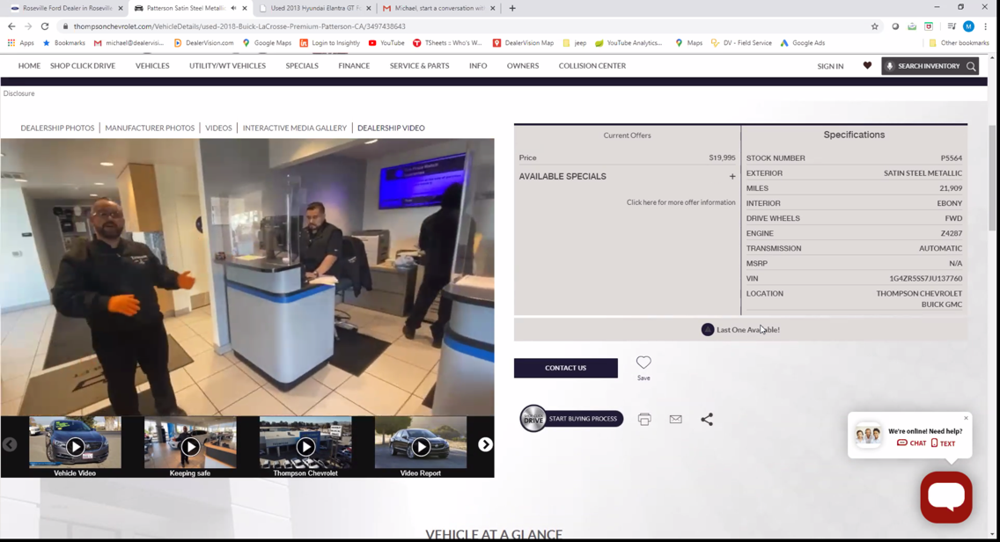 Roseville Ford Dealer in Roseville
Patterson Satin Steel Metallic
Used 2013 Hyundai Elantra GT F
Michael, start a conversation wit
thompsonchevrolet.com/VehicleDetails/used-2018-Buick-LaCrosse-Premium-Patterson-CA/3497438643
M
Apps Bookmarks michael@dealervisi... DealerVision.com Google Maps Login to Insightly YouTube TSheets :: Who's W... DealerVision Map jeep YouTube Analytics... Maps DV - Field Service Google Ads Other bookmarks
HOME SHOP CLICK DRIVE VEHICLES UTILITY/WT VEHICLES SPECIALS FINANCE SERVICE & PARTS INFO OWNERS COLLISION CENTER SIGN IN SEARCH INVENTORY
Disclosure
DEALERSHIP PHOTOS MANUFACTURER PHOTOS VIDEOS INTERACTIVE MEDIA GALLERY DEALERSHIP VIDEO
Vehicle Video Keeping safe Thompson Chevrolet Video Report
Current Offers
Price $19,995
AVAILABLE SPECIALS +
Click here for more offer information
Specifications
STOCK NUMBER P5564
EXTERIOR SATIN STEEL METALLIC
MILES 21,909
INTERIOR EBONY
DRIVE WHEELS FWD
ENGINE Z4287
TRANSMISSION AUTOMATIC
MSRP N/A
VIN 1G4ZR5SS7JU137760
LOCATION THOMPSON CHEVROLET
BUICK GMC
Last One Available!
CONTACT US
Save
DRIVE START BUYING PROCESS
We're online! Need help?
CHAT TEXT
VEHICLE AT A GLANCE